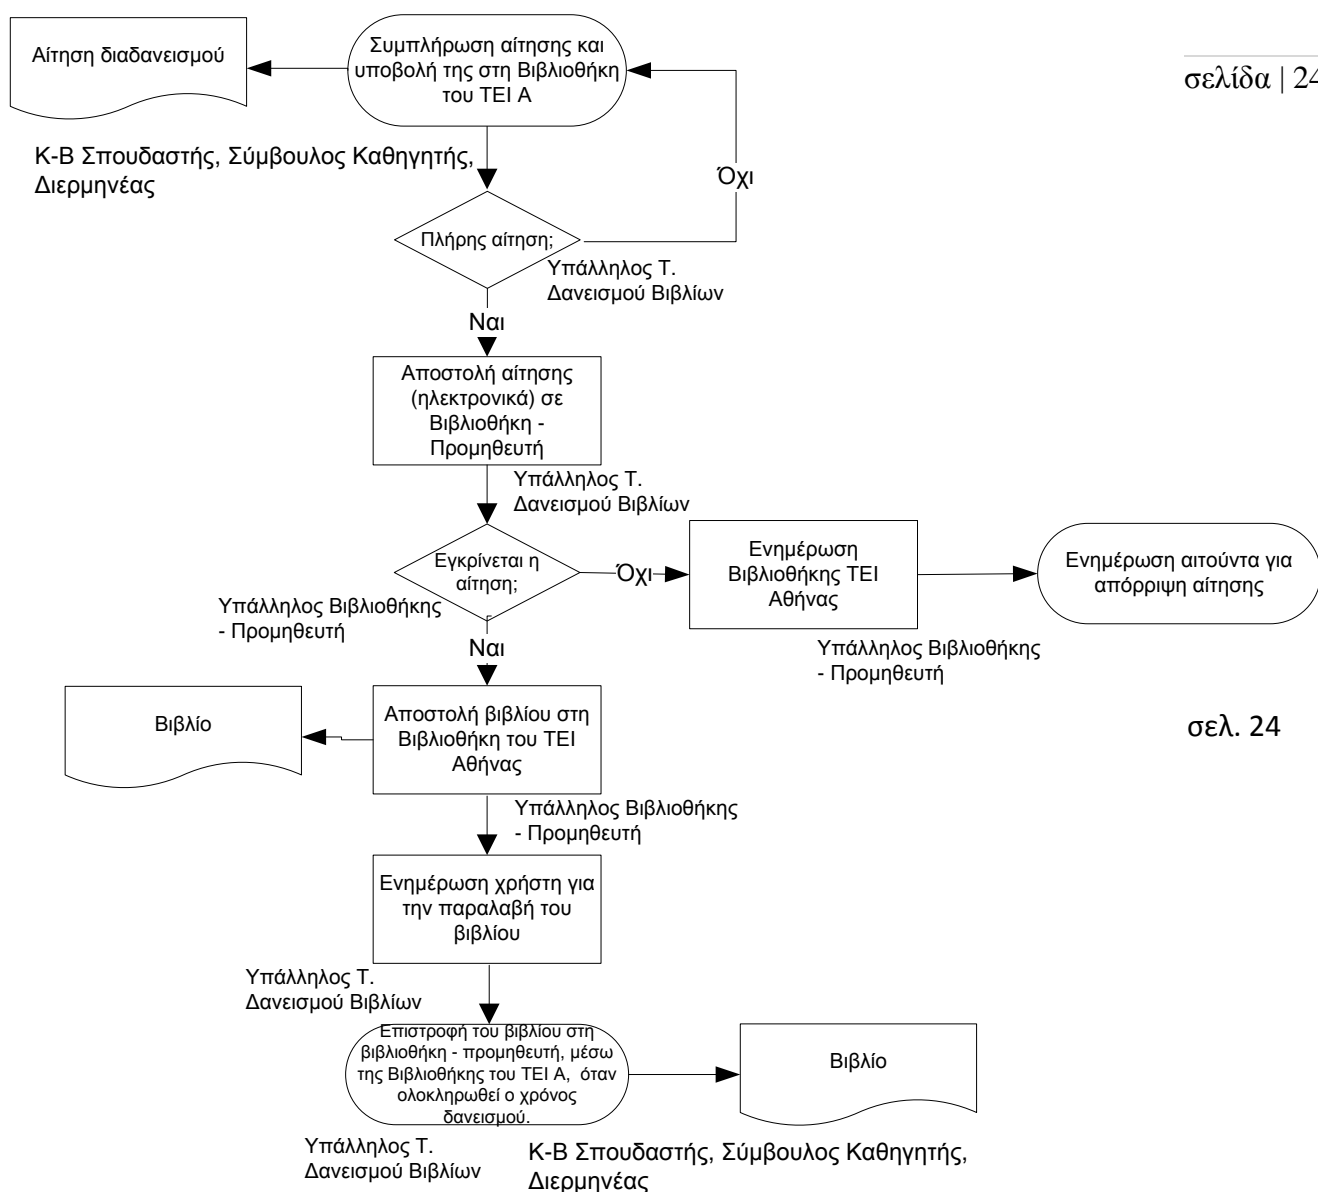 Αίτηση διαδανεισμού
Συμπλήρωση αίτησης και
υποβολή της στη Βιβλιοθήκη
του ΤΕΙ Α
σελίδα | 24
Κ-Β Σπουδαστής, Σύμβουλος Καθηγητής,
Διερμηνέας
Όχι
Πλήρης αίτηση;
Υπάλληλος Τ.
Δανεισμού Βιβλίων
Ναι
Αποστολή αίτησης
(ηλεκτρονικά) σε
Βιβλιοθήκη -
Προμηθευτή
Υπάλληλος Τ.
Δανεισμού Βιβλίων
Εγκρίνεται η
αίτηση;
Όχι
Ενημέρωση
Βιβλιοθήκης ΤΕΙ
Αθήνας
Ενημέρωση αιτούντα για
απόρριψη αίτησης
Υπάλληλος Βιβλιοθήκης
- Προμηθευτή
Υπάλληλος Βιβλιοθήκης
- Προμηθευτή
Ναι
Βιβλίο
Αποστολή βιβλίου στη
Βιβλιοθήκη του ΤΕΙ
Αθήνας
σελ. 24
Υπάλληλος Βιβλιοθήκης
- Προμηθευτή
Ενημέρωση χρήστη για
την παραλαβή του
βιβλίου
Υπάλληλος Τ.
Δανεισμού Βιβλίων
Επιστροφή του βιβλίου στη
βιβλιοθήκη - προμηθευτή, μέσω
της Βιβλιοθήκης του ΤΕΙ Α, όταν
ολοκληρωθεί ο χρόνος
δανεισμού.
Βιβλίο
Υπάλληλος Τ.
Δανεισμού Βιβλίων
Κ-Β Σπουδαστής, Σύμβουλος Καθηγητής,
Διερμηνέας